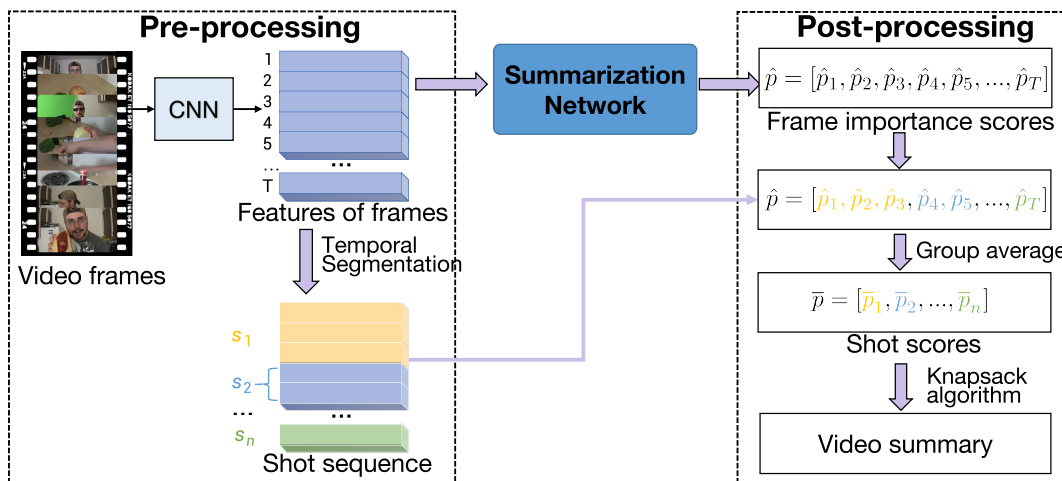 Pre-processing
CNN
1
2
3
4
5
...
T
...
Features of frames
Video frames
Temporal
Segmentation
s1
s2
...
sn
...
Shot sequence
Summarization
Network
Post-processing
p̂ = [p̂1, p̂2, p̂3, p̂4, p̂5, ..., p̂T]
Frame importance scores
p̂ = [p̂1, p̂2, p̂3, p̂4, p̂5, ..., p̂T]
Group average
p̅ = [p̅1, p̅2, ..., p̅n]
Shot scores
Knapsack
algorithm
Video summary